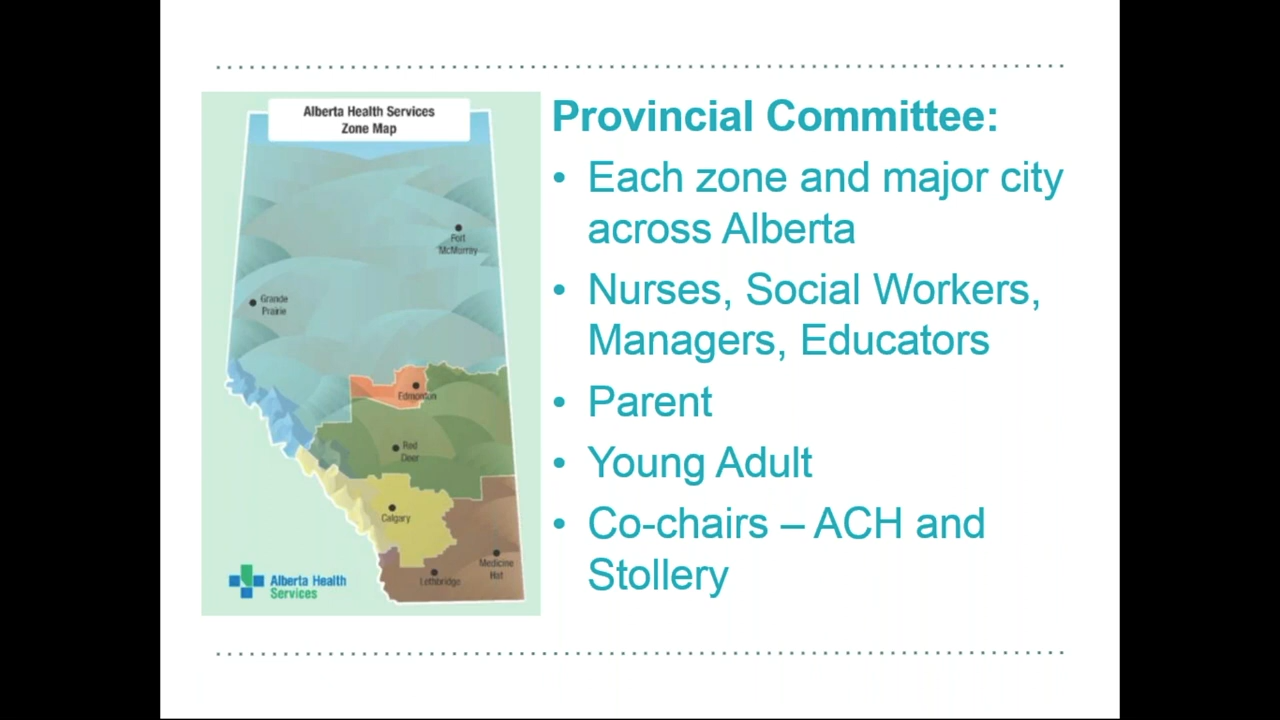 Alberta Health Services
Zone Map
Fort
McMurray
Grande
Prairie
Edmonton
Red
Deer
Calgary
Medicine
Hat
Lethbridge
Alberta Health
Services
Provincial Committee:
• Each zone and major city
across Alberta
• Nurses, Social Workers,
Managers, Educators
• Parent
• Young Adult
• Co-chairs – ACH and
Stollery